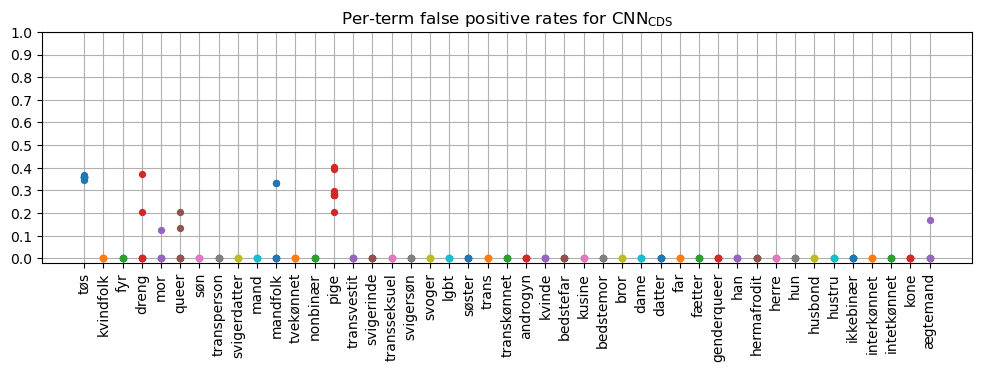 Per-term false positive rates for CNN_CDS
1.0
0.9
0.8
0.7
0.6
0.5
0.4
0.3
0.2
0.1
0.0
tøs
kvindfolk
fyr
dreng
mor
queer
søn
transperson
svigerdatter
mand
mandfolk
tvekønnet
nonbinær
pige
transvestit
svigerinde
transseksuel
svigersøn
svoger
lgbt
søster
trans
transkønnet
androgyn
kvinde
bedstefar
kusine
bedstemor
bror
dame
datter
far
fætter
genderqueer
han
hermafrodit
herre
hun
husbond
hustru
ikkebinær
interkønnet
intetkønnet
kone
ægtemand